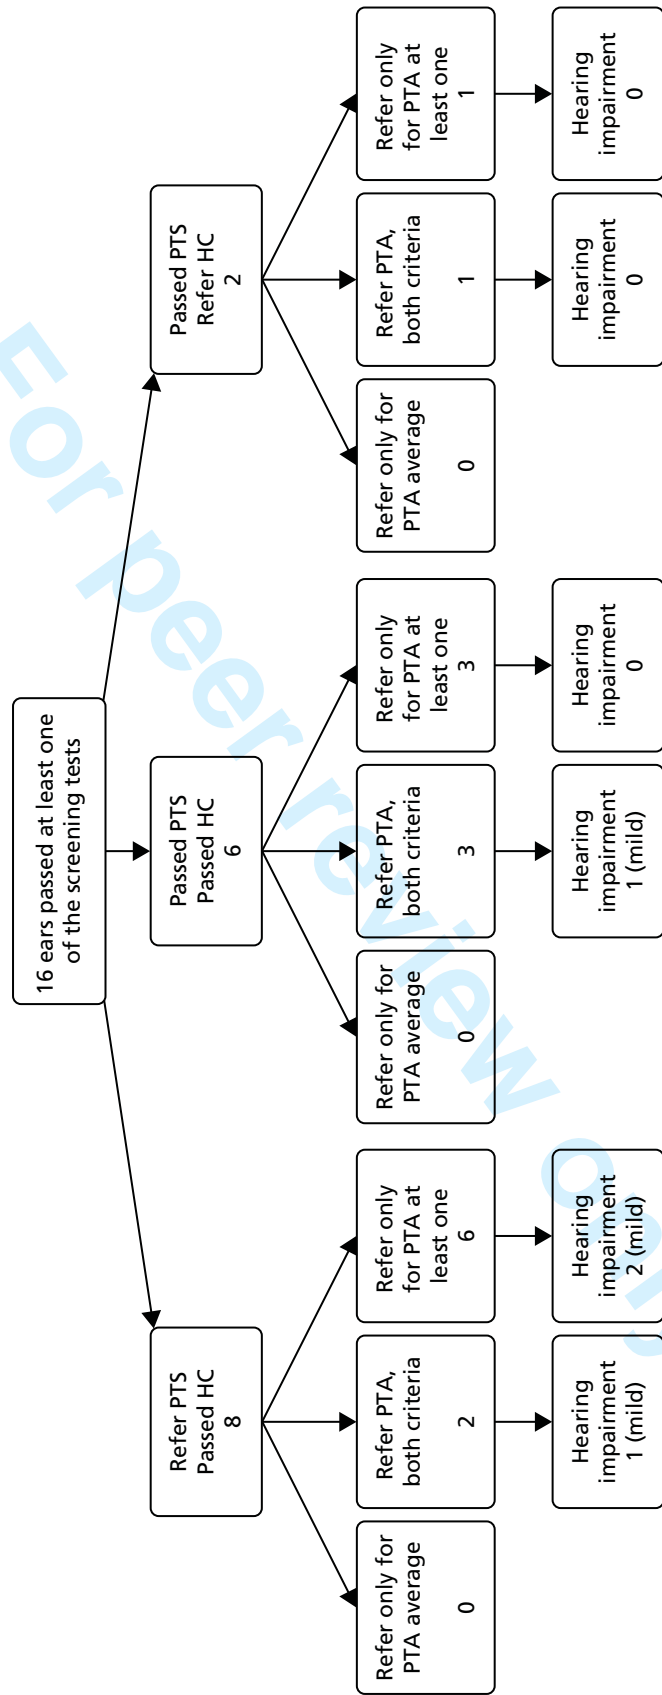 16 ears passed at least one
of the screening tests
Refer PTS
Passed HC
8
Passed PTS
Passed HC
6
Passed PTS
Refer HC
2
Refer only for
PTA average
0
Refer PTA,
both criteria
2
Refer only
for PTA at
least one
6
Refer only for
PTA average
0
Refer PTA,
both criteria
3
Refer only
for PTA at
least one
3
Refer only for
PTA average
0
Refer PTA,
both criteria
1
Refer only
for PTA at
least one
1
Hearing
impairment
1 (mild)
Hearing
impairment
2 (mild)
Hearing
impairment
1 (mild)
Hearing
impairment
0
Hearing
impairment
0
Hearing
impairment
0
For peer review only